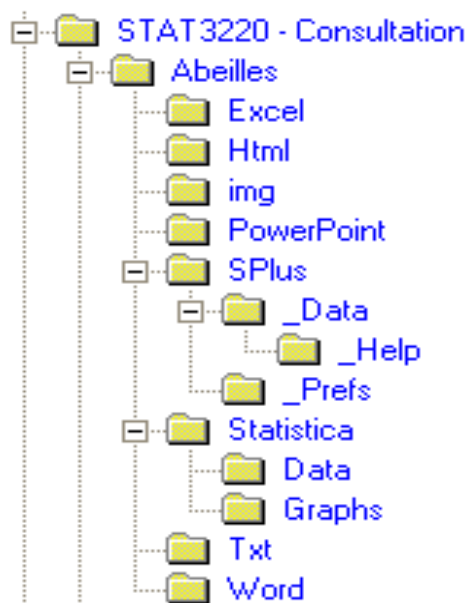 STAT3220 - Consultation
Abeilles
Excel
Html
img
PowerPoint
SPlus
_Data
_Help
_Prefs
Statistica
Data
Graphs
Txt
Word